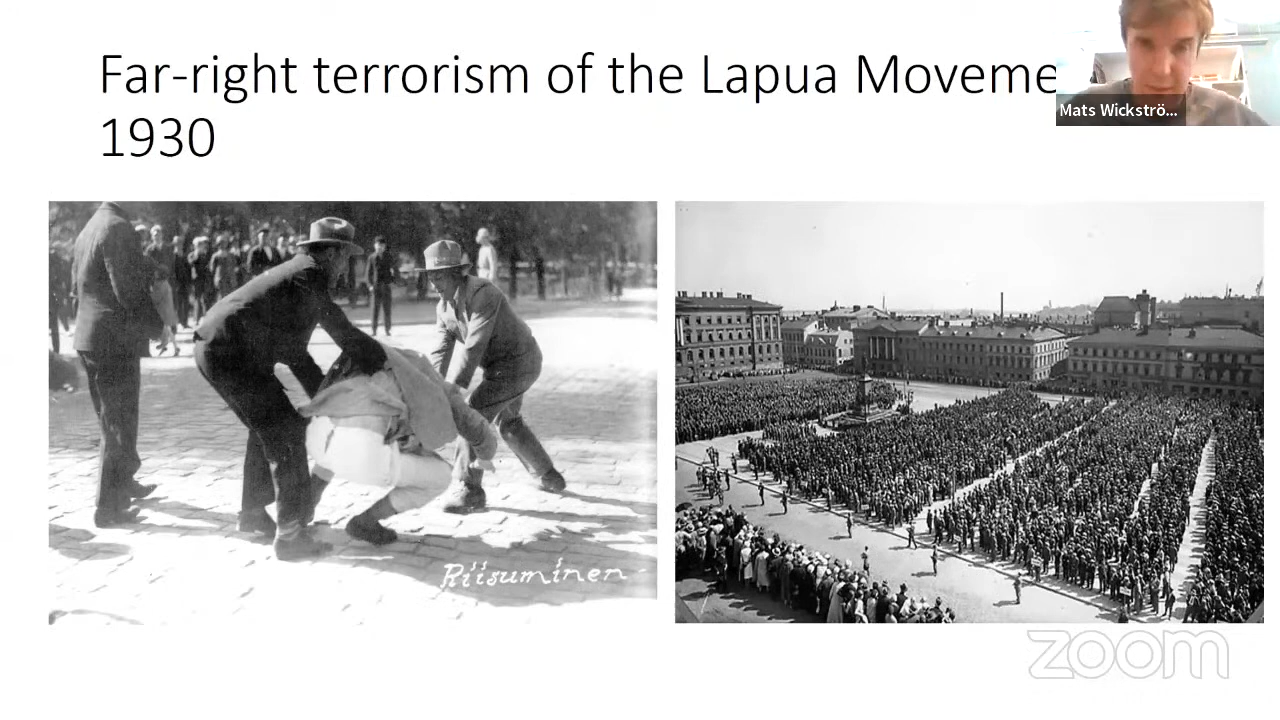 Far-right terrorism of the Lapua Moveme
1930
Mats Wickströ...
Riisuminen
zoom